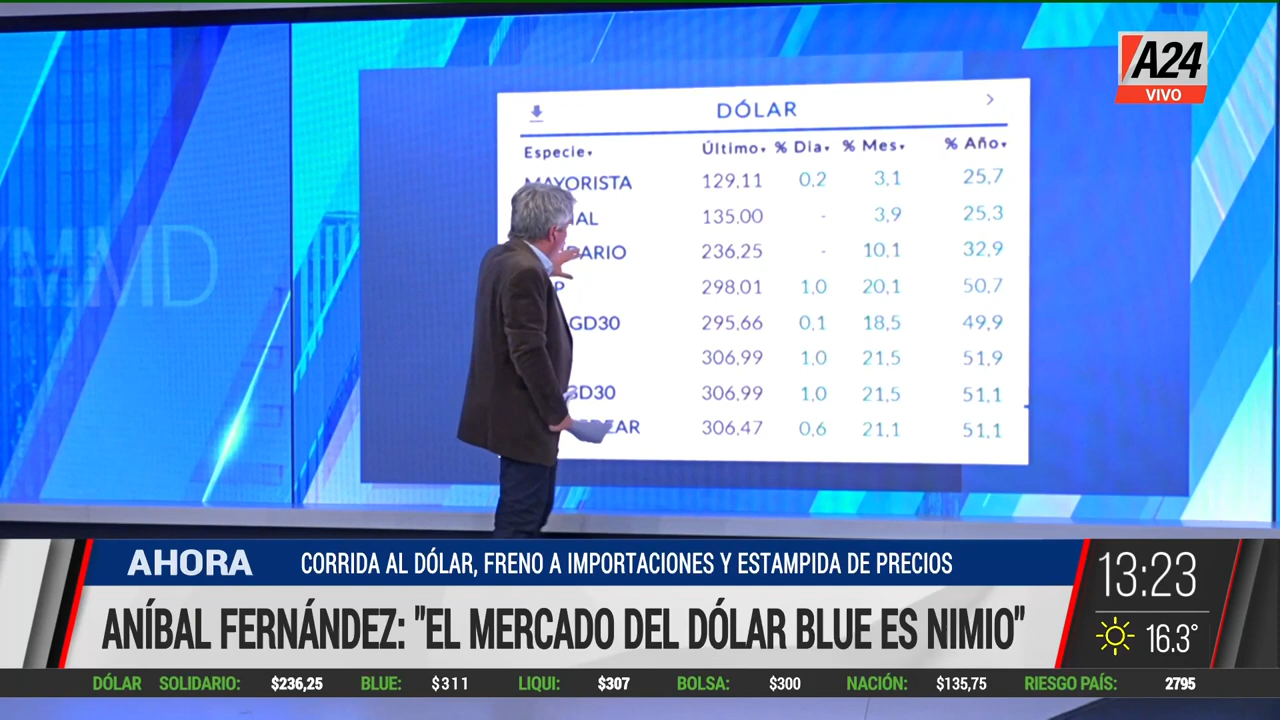 A24
VIVO
DÓLAR
Especie Último % Dia % Mes % Año
MAYORISTA 129,11 0,2 3,1 25,7
135,00 - 3,9 25,3
236,25 - 10,1 32,9
298,01 1,0 20,1 50,7
GD30 295,66 0,1 18,5 49,9
306,99 1,0 21,5 51,9
GD30 306,99 1,0 21,5 51,1
306,47 0,6 21,1 51,1
AHORA CORRIDA AL DÓLAR, FRENO A IMPORTACIONES Y ESTAMPIDA DE PRECIOS
ANÍBAL FERNÁNDEZ: "EL MERCADO DEL DÓLAR BLUE ES NIMIO"
13:23
16.3°
DÓLAR SOLIDARIO: $236,25 BLUE: $311 LIQUI: $307 BOLSA: $300 NACIÓN: $135,75 RIESGO PAÍS: 2795